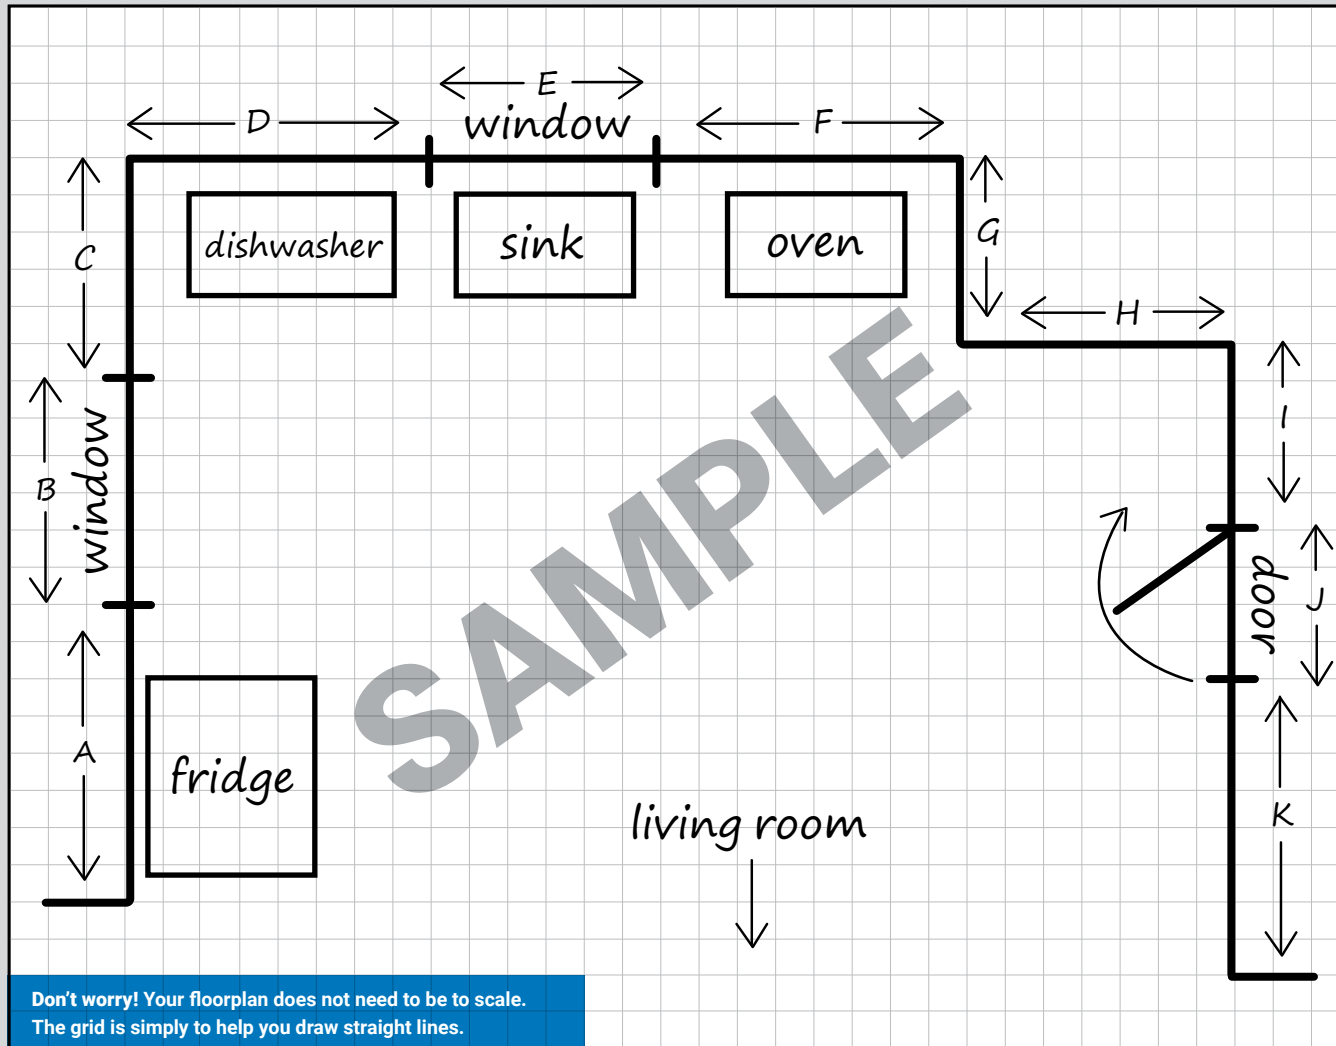 E
D
window
F
dishwasher
sink
oven
C
G
H
I
B
window
door
J
A
fridge
SAMPLE
living room
K
Don't worry! Your floorplan does not need to be to scale.
The grid is simply to help you draw straight lines.